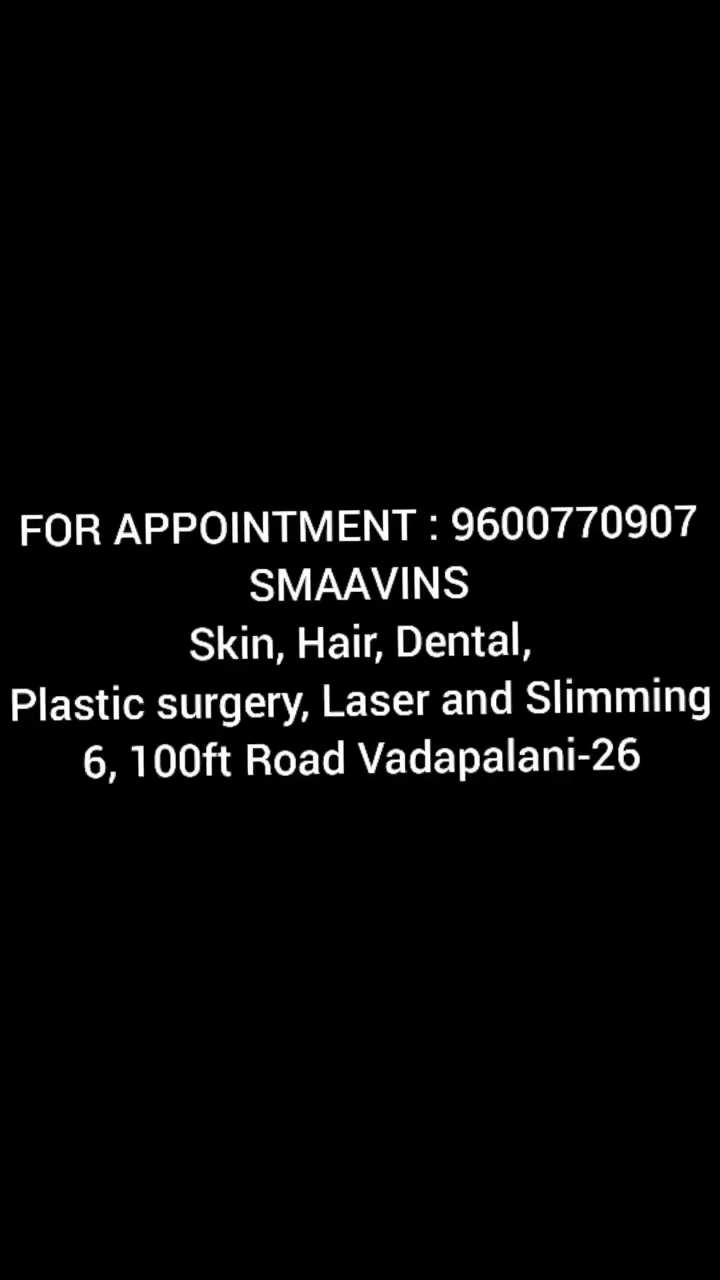 FOR APPOINTMENT : 9600770907
SMAAVINS
Skin, Hair, Dental,
Plastic surgery, Laser and Slimming
6, 100ft Road Vadapalani-26